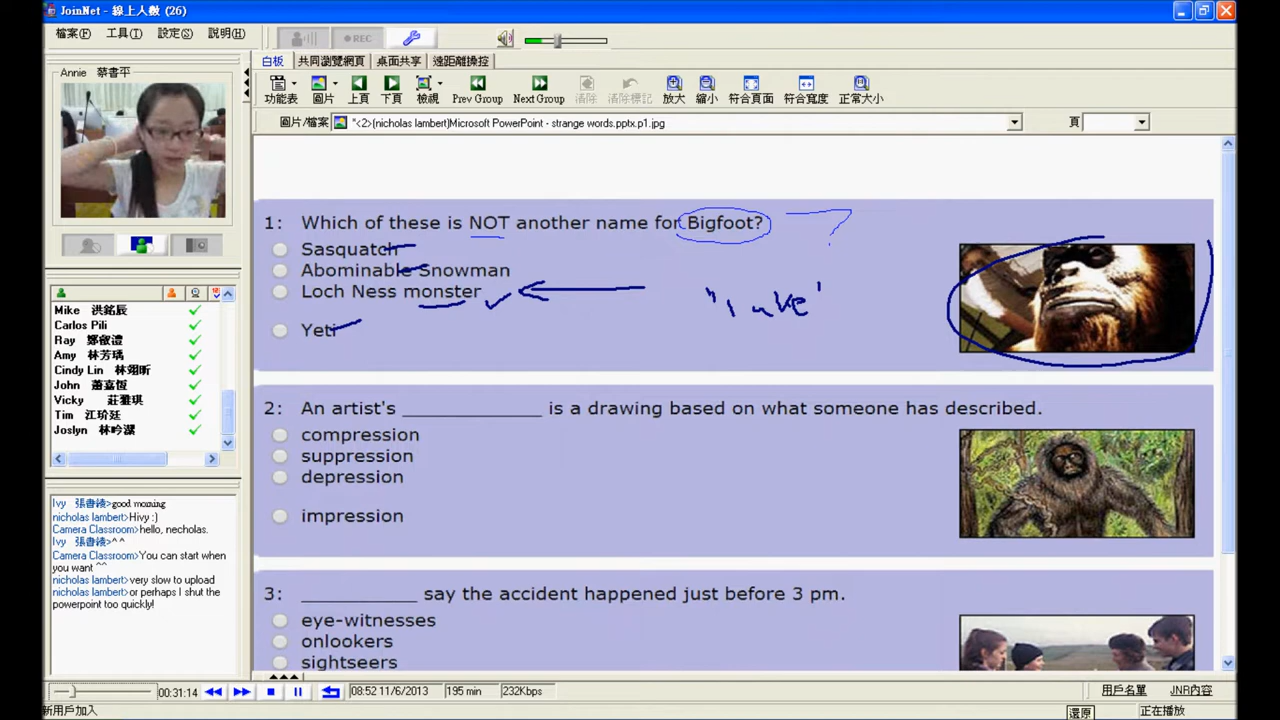 JoinNet - 線上人數 (26)
檔案(F) 工具(I) 設定(S) 說明(H)
REC
Annie 蔡書平
白板 共同瀏覽網頁 桌面共享 遠距離操控
功能表 圖片 上頁 下頁 檢視 Prev Group Next Group 清除 清除標記 放大 縮小 符合頁面 符合寬度 正常大小
圖片/檔案 "<2>(nicholas lambert)Microsoft PowerPoint - strange words.pptx.p1.jpg 頁
Mike 洪銘辰
Carlos Pili
Ray 鄭叡澧
Amy 林芳瑀
Cindy Lin 林翊昕
John 蕭嘉恆
Vicky 莊雅琪
Tim 江玠廷
Joslyn 林吟潔
Ivy 張書綾>good morning
nicholas lambert>Hivy :)
Camera Classroom>hello, necholas.
Ivy 張書綾>^ ^
Camera Classroom>You can start when
you want ^^
nicholas lambert>very slow to upload
nicholas lambert>or perhaps I shut the
powerpoint too quickly!
1: Which of these is NOT another name for Bigfoot?
Sasquatch
Abominable Snowman
Loch Ness monster
Yeti
2: An artist's _____________ is a drawing based on what someone has described.
compression
suppression
depression
impression
3: __________ say the accident happened just before 3 pm.
eye-witnesses
onlookers
sightseers
00:31:14 08:52 11/6/2013 195 min 232Kbps 用戶名單 JNR內容
新用戶加入 還原 正在播放